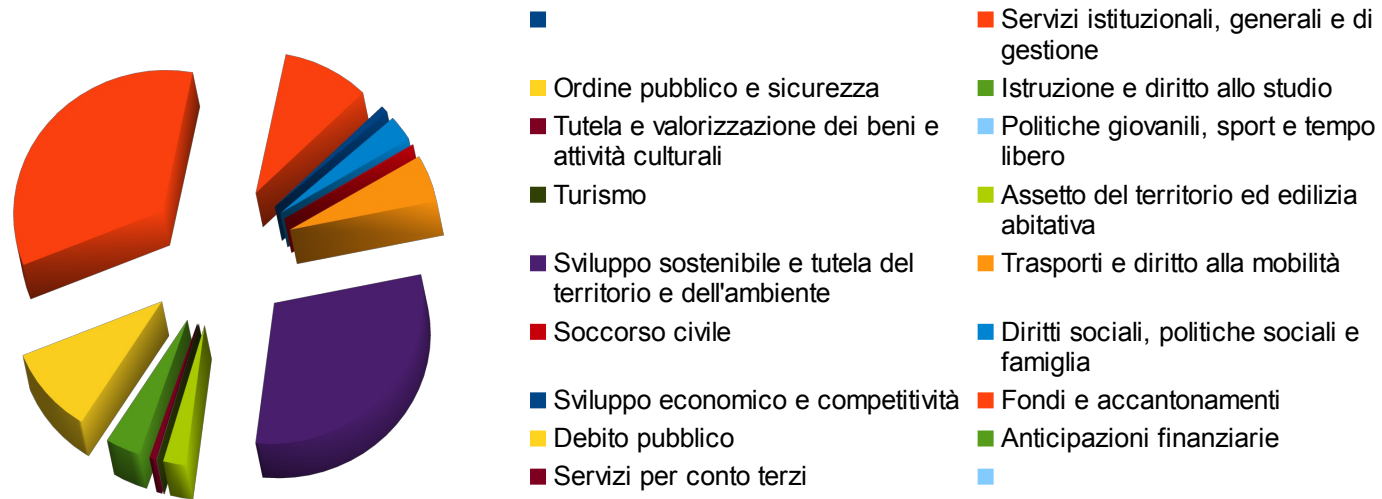 Servizi istituzionali, generali e di
gestione
Ordine pubblico e sicurezza
Istruzione e diritto allo studio
Tutela e valorizzazione dei beni e
attività culturali
Politiche giovanili, sport e tempo
libero
Turismo
Assetto del territorio ed edilizia
abitativa
Sviluppo sostenibile e tutela del
territorio e dell'ambiente
Trasporti e diritto alla mobilità
Soccorso civile
Diritti sociali, politiche sociali e
famiglia
Sviluppo economico e competitività
Fondi e accantonamenti
Debito pubblico
Anticipazioni finanziarie
Servizi per conto terzi